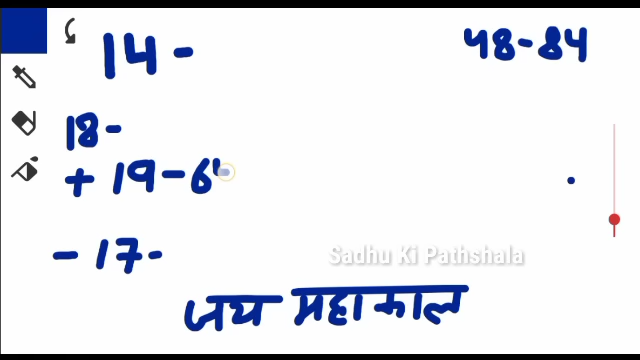 14- 48-84
18-
+ 19-6
- 17-
Sadhu Ki Pathshala
जय महाकाल